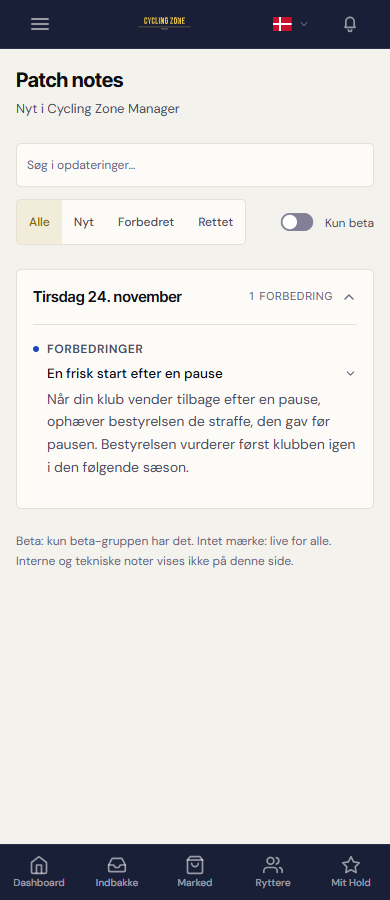 CYCLING ZONE
Patch notes
Nyt i Cycling Zone Manager
Søg i opdateringer...
Alle
Nyt
Forbedret
Rettet
Kun beta
Tirsdag 24. november
1 FORBEDRING
FORBEDRINGER
En frisk start efter en pause
Når din klub vender tilbage efter en pause,
ophæver bestyrelsen de straffe, den gav før
pausen. Bestyrelsen vurderer først klubben igen
i den følgende sæson.
Beta: kun beta-gruppen har det. Intet mærke: live for alle.
Interne og tekniske noter vises ikke på denne side.
Dashboard
Indbakke
Marked
Ryttere
Mit Hold